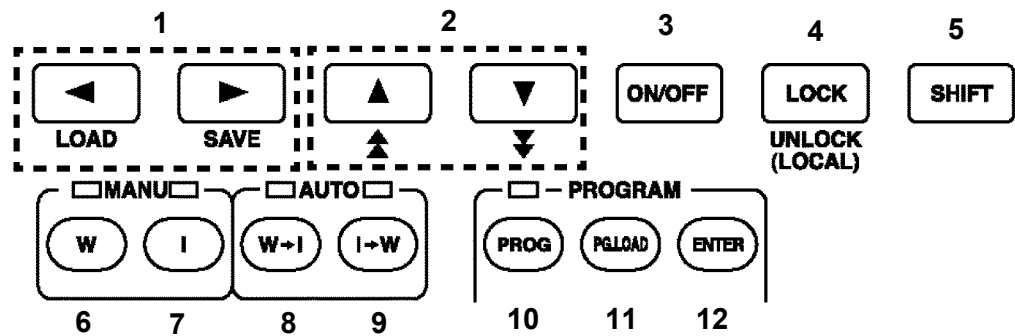 1 2 3 4 5
ON/OFF LOCK SHIFT
LOAD SAVE UNLOCK
(LOCAL)
MANU AUTO PROGRAM
W I W→I I→W PROG PG.LOAD ENTER
6 7 8 9 10 11 12